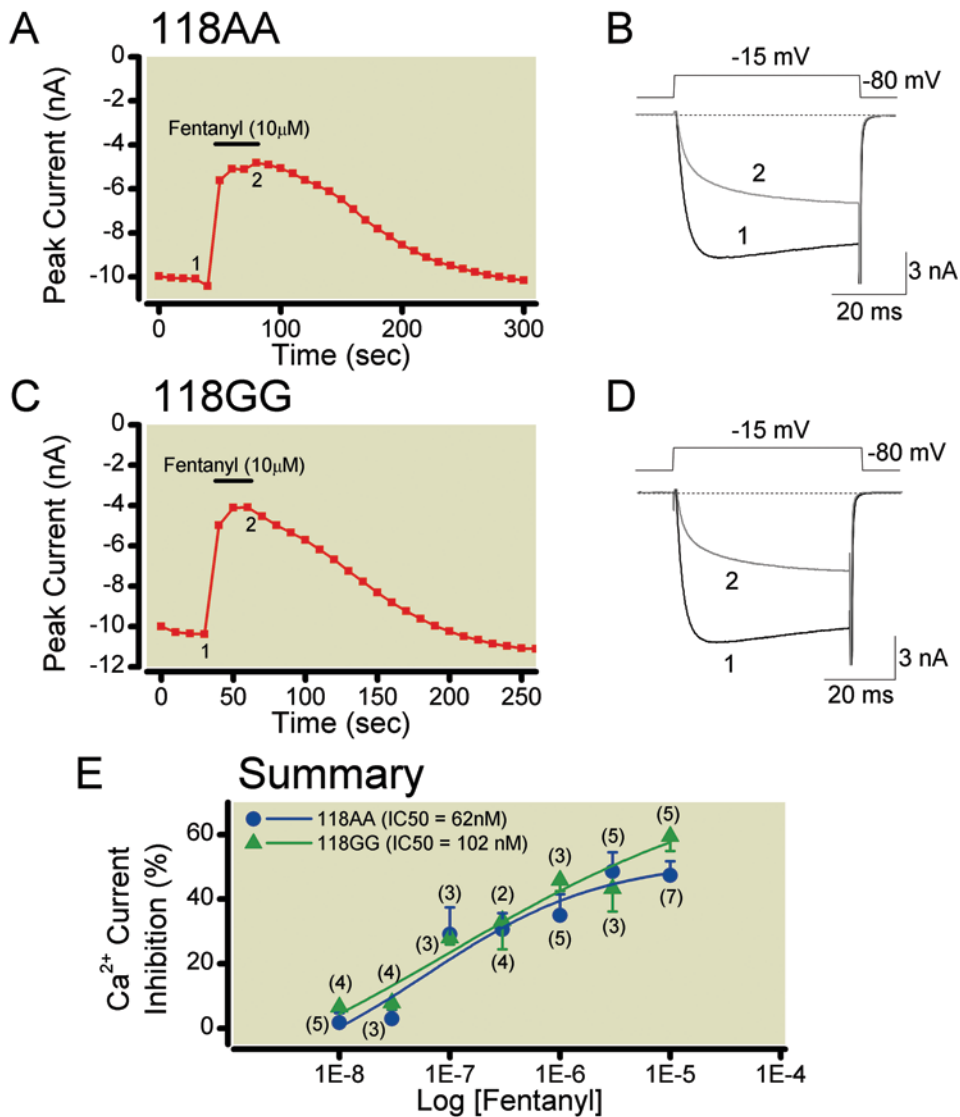 A 118AA
Peak Current (nA)
-0
-2
-4
-6
-8
-10
Fentanyl (10µM)
1
2
0 100 200 300
Time (sec)
B
-15 mV
-80 mV
2
1
3 nA
20 ms
C 118GG
Peak Current (nA)
0
-2
-4
-6
-8
-10
-12
Fentanyl (10µM)
1
2
0 50 100 150 200 250
Time (sec)
D
-15 mV
-80 mV
2
1
3 nA
20 ms
E Summary
Ca2+ Current
Inhibition (%)
60
40
20
0
118AA (IC50 = 62nM)
118GG (IC50 = 102 nM)
(4)
(5)
(4)
(3)
(3)
(3)
(2)
(4)
(3)
(5)
(5)
(3)
(5)
(7)
1E-8 1E-7 1E-6 1E-5 1E-4
Log [Fentanyl]